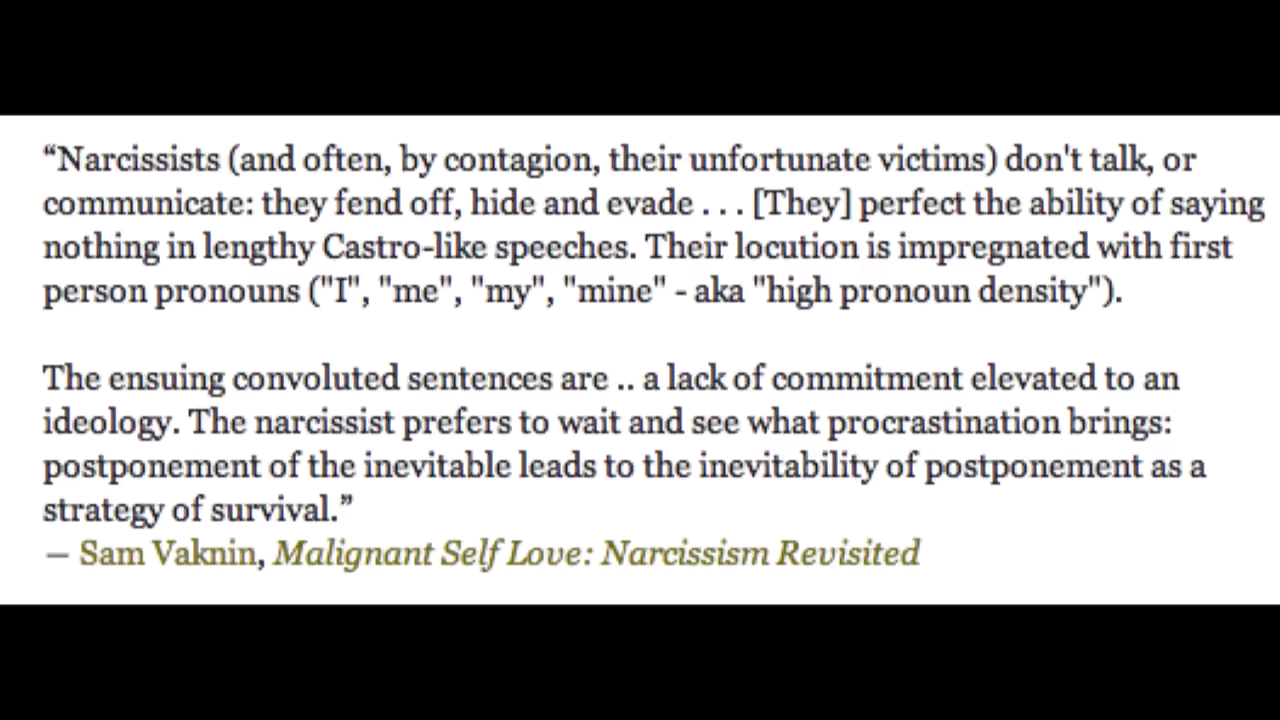 “Narcissists (and often, by contagion, their unfortunate victims) don't talk, or
communicate: they fend off, hide and evade . . . [They] perfect the ability of saying
nothing in lengthy Castro-like speeches. Their locution is impregnated with first
person pronouns ("I", "me", "my", "mine" - aka "high pronoun density").
The ensuing convoluted sentences are .. a lack of commitment elevated to an
ideology. The narcissist prefers to wait and see what procrastination brings:
postponement of the inevitable leads to the inevitability of postponement as a
strategy of survival.”
— Sam Vaknin, Malignant Self Love: Narcissism Revisited